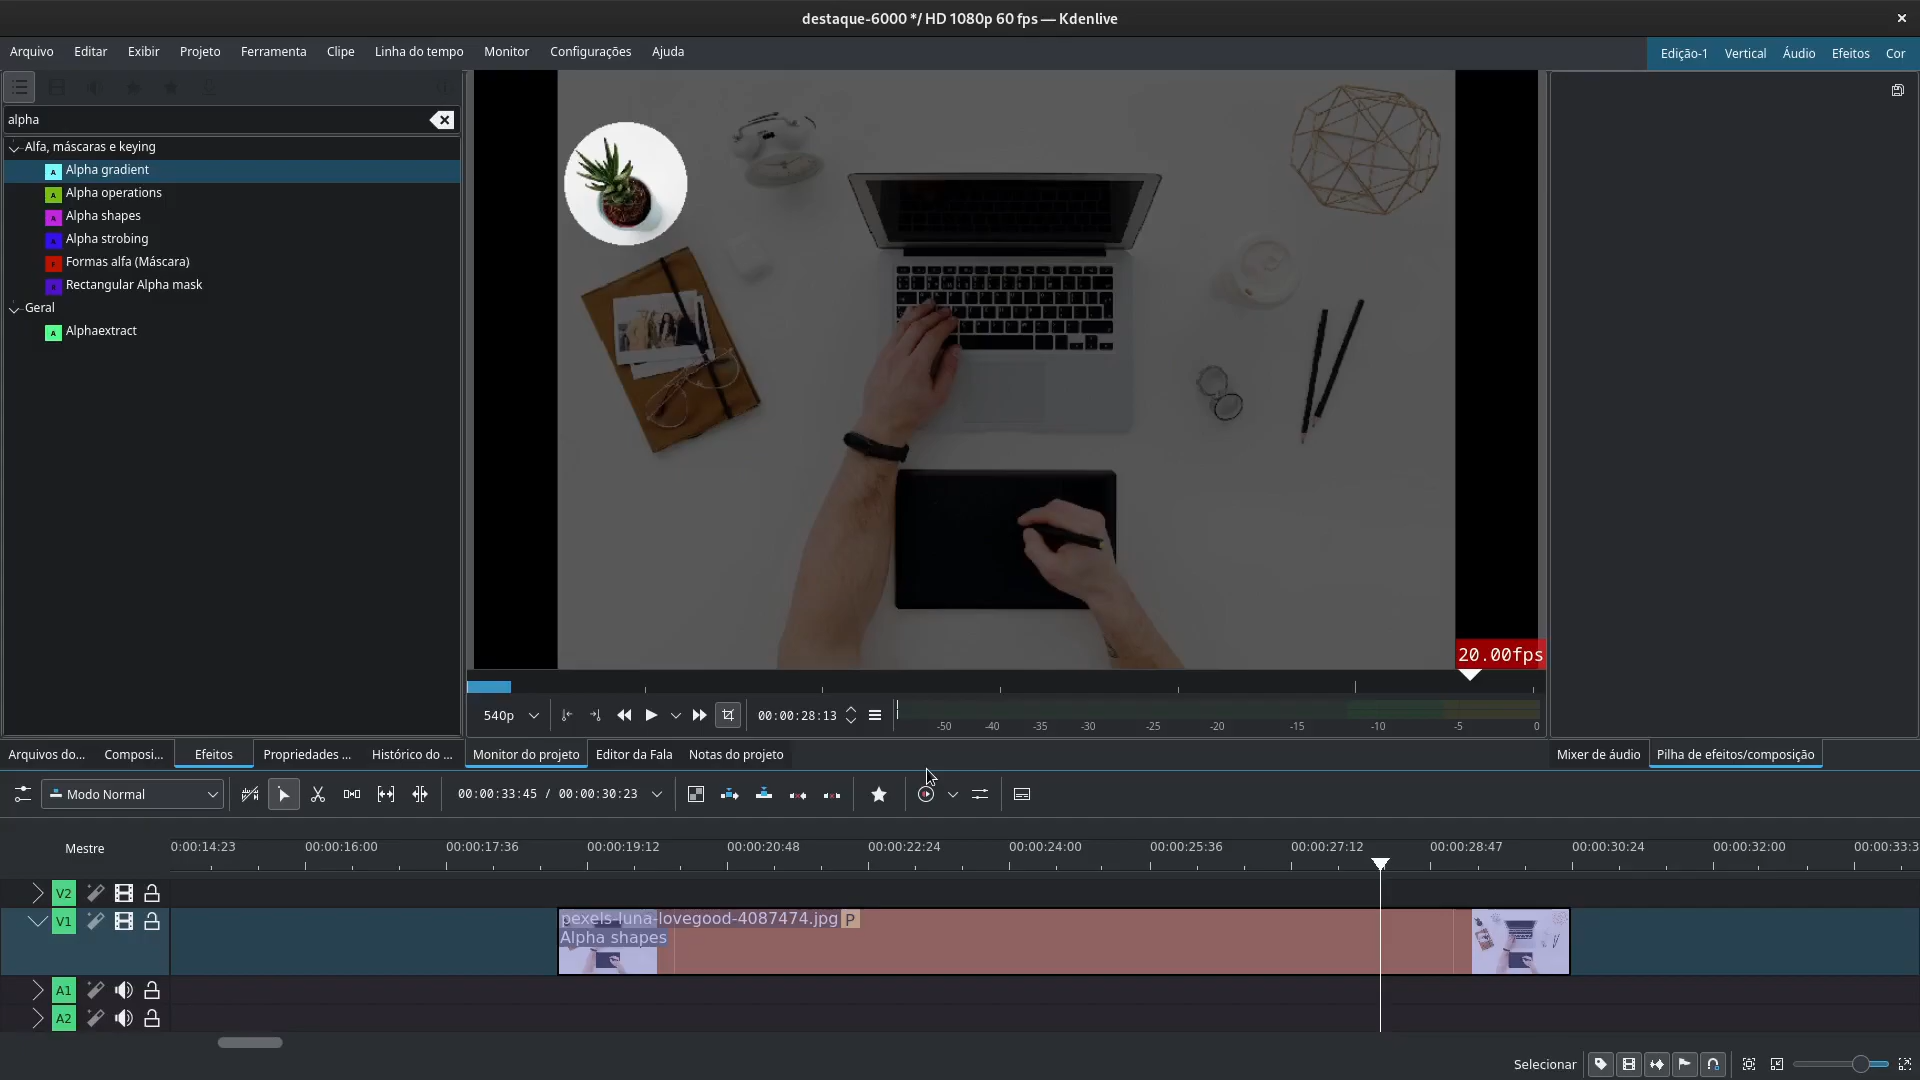 destaque-6000 */ HD 1080p 60 fps — Kdenlive
Arquivo Editar Exibir Projeto Ferramenta Clipe Linha do tempo Monitor Configurações Ajuda
Edição-1 Vertical Áudio Efeitos Cor
alpha
Alfa, máscaras e keying
Alpha gradient
Alpha operations
Alpha shapes
Alpha strobing
Formas alfa (Máscara)
Rectangular Alpha mask
Geral
Alphaextract
20.00fps
540p 00:00:28:13
-50 -40 -35 -30 -25 -20 -15 -10 -5 0
Arquivos do... Composi... Efeitos Propriedades ... Histórico do ... Monitor do projeto Editor da Fala Notas do projeto Mixer de áudio Pilha de efeitos/composição
Modo Normal 00:00:33:45 / 00:00:30:23
Mestre 0:00:14:23 00:00:16:00 00:00:17:36 00:00:19:12 00:00:20:48 00:00:22:24 00:00:24:00 00:00:25:36 00:00:27:12 00:00:28:47 00:00:30:24 00:00:32:00 00:00:33:3
V2
V1 pexels-luna-lovegood-4087474.jpg P
Alpha shapes
A1
A2
Selecionar